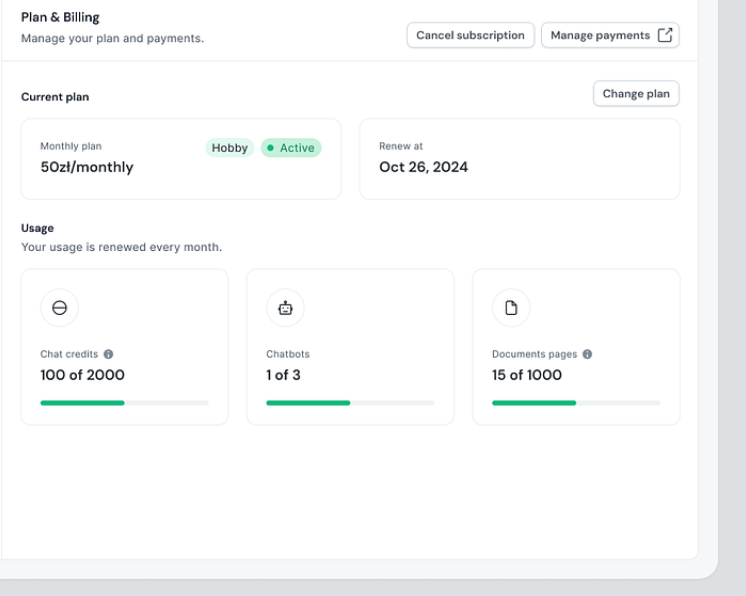 Plan & Billing
Manage your plan and payments.
Cancel subscription
Manage payments
Current plan
Change plan
Monthly plan
Hobby
Active
50zł/monthly
Renew at
Oct 26, 2024
Usage
Your usage is renewed every month.
Chat credits
100 of 2000
Chatbots
1 of 3
Documents pages
15 of 1000